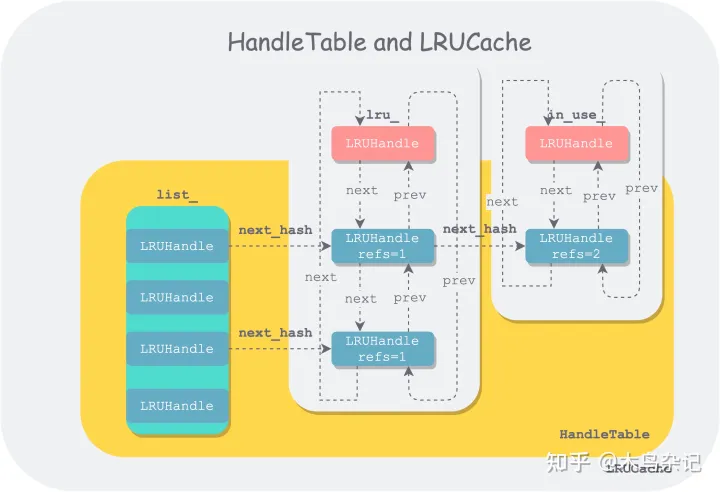 HandleTable and LRUCache
lru_
in_use_
LRUHandle
LRUHandle
list_
next
prev
next
prev
prev
next
LRUHandle
next_hash
LRUHandle
refs=1
next_hash
LRUHandle
refs=2
next
next
prev
prev
LRUHandle
LRUHandle
next_hash
LRUHandle
refs=1
LRUHandle
HandleTable
LRUCache
知乎 @木鸟杂记